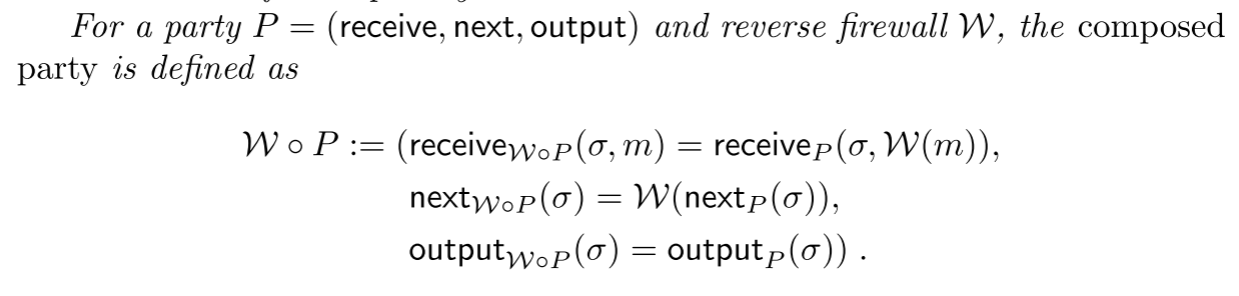 For a party P = (receive, next, output) and reverse firewall 𝒲, the composed
party is defined as
𝒲 ∘ P := (receive_{𝒲∘P}(σ, m) = receive_P(σ, 𝒲(m)),
next_{𝒲∘P}(σ) = 𝒲(next_P(σ)),
output_{𝒲∘P}(σ) = output_P(σ)) .